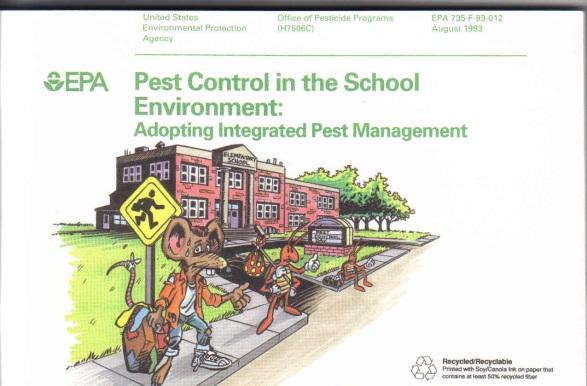 United States
Environmental Protection
Agency
Office of Pesticide Programs
(H7506C)
EPA 735-F-93-012
August 1993
EPA
Pest Control in the School
Environment:
Adopting Integrated Pest Management
ELEMENTARY
SCHOOL
PEST
CONTROL
Recycled/Recyclable
Printed with Soy/Canola Ink on paper that
contains at least 50% recycled fiber